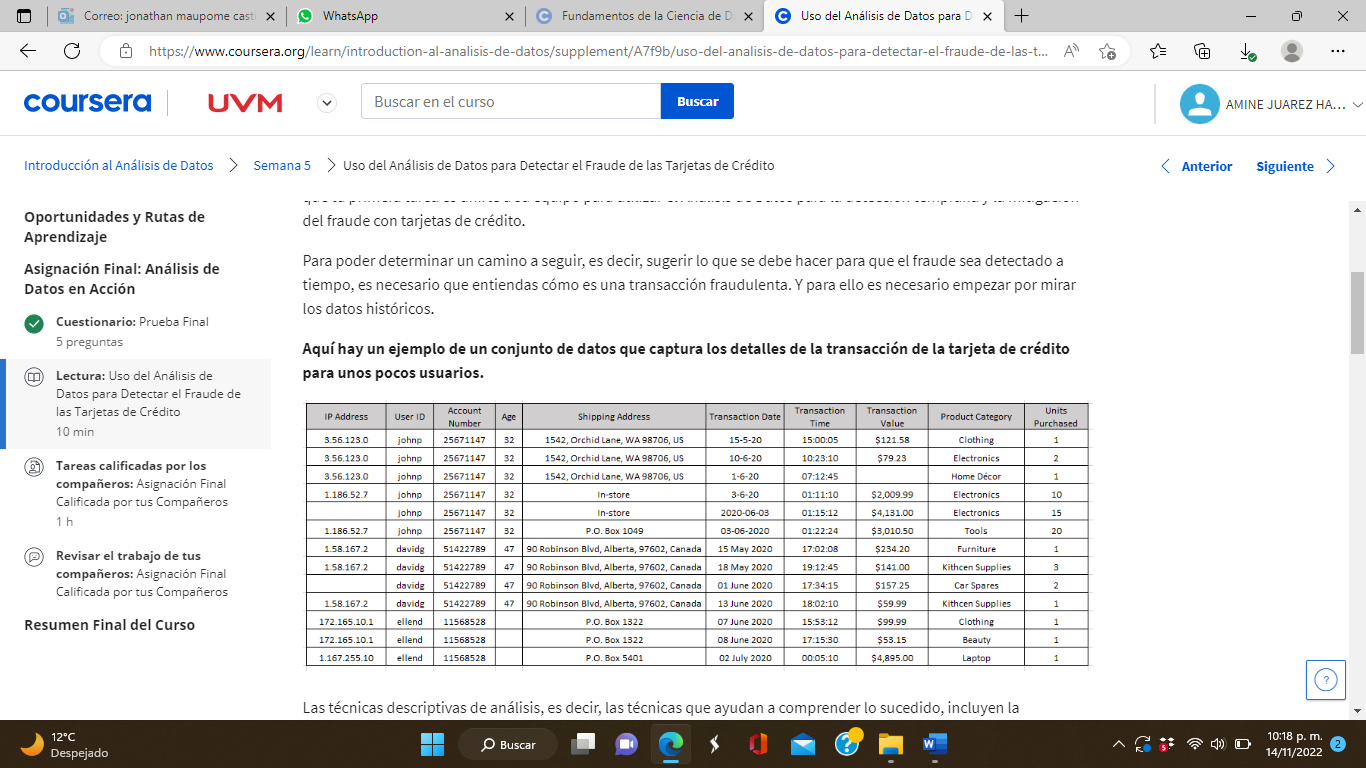 Correo: jonathan maupome casti
WhatsApp
Fundamentos de la Ciencia de D
Uso del Análisis de Datos para D
https://www.coursera.org/learn/introduction-al-analisis-de-datos/supplement/A7f9b/uso-del-analisis-de-datos-para-detectar-el-fraude-de-las-t...
coursera
UVM
Buscar en el curso
Buscar
AMINE JUAREZ HA...
Introducción al Análisis de Datos
Semana 5
Uso del Análisis de Datos para Detectar el Fraude de las Tarjetas de Crédito
Anterior
Siguiente
Oportunidades y Rutas de
Aprendizaje
Asignación Final: Análisis de
Datos en Acción
Cuestionario: Prueba Final
5 preguntas
Lectura: Uso del Análisis de
Datos para Detectar el Fraude de
las Tarjetas de Crédito
10 min
Tareas calificadas por los
compañeros: Asignación Final
Calificada por tus Compañeros
1 h
Revisar el trabajo de tus
compañeros: Asignación Final
Calificada por tus Compañeros
Resumen Final del Curso
del fraude con tarjetas de crédito.
Para poder determinar un camino a seguir, es decir, sugerir lo que se debe hacer para que el fraude sea detectado a
tiempo, es necesario que entiendas cómo es una transacción fraudulenta. Y para ello es necesario empezar por mirar
los datos históricos.
Aquí hay un ejemplo de un conjunto de datos que captura los detalles de la transacción de la tarjeta de crédito
para unos pocos usuarios.
IP Address User ID Account Number Age Shipping Address Transaction Date Transaction Time Transaction Value Product Category Units Purchased
3.56.123.0 johnp 25671147 32 1542, Orchid Lane, WA 98706, US 15-5-20 15:00:05 $121.58 Clothing 1
3.56.123.0 johnp 25671147 32 1542, Orchid Lane, WA 98706, US 10-6-20 10:23:10 $79.23 Electronics 2
3.56.123.0 johnp 25671147 32 1542, Orchid Lane, WA 98706, US 1-6-20 07:12:45 Home Décor 1
1.186.52.7 johnp 25671147 32 In-store 3-6-20 01:11:10 $2,009.99 Electronics 10
johnp 25671147 32 In-store 2020-06-03 01:15:12 $4,131.00 Electronics 15
1.186.52.7 johnp 25671147 32 P.O. Box 1049 03-06-2020 01:22:24 $3,010.50 Tools 20
1.58.167.2 davidg 51422789 47 90 Robinson Blvd, Alberta, 97602, Canada 15 May 2020 17:02:08 $234.20 Furniture 1
1.58.167.2 davidg 51422789 47 90 Robinson Blvd, Alberta, 97602, Canada 18 May 2020 19:12:45 $141.00 Kithcen Supplies 3
davidg 51422789 47 90 Robinson Blvd, Alberta, 97602, Canada 01 June 2020 17:34:15 $157.25 Car Spares 2
1.58.167.2 davidg 51422789 47 90 Robinson Blvd, Alberta, 97602, Canada 13 June 2020 18:02:10 $59.99 Kithcen Supplies 1
172.165.10.1 ellend 11568528 P.O. Box 1322 07 June 2020 15:53:12 $99.99 Clothing 1
172.165.10.1 ellend 11568528 P.O. Box 1322 08 June 2020 17:15:30 $53.15 Beauty 1
1.167.255.10 ellend 11568528 P.O. Box 5401 02 July 2020 00:05:10 $4,895.00 Laptop 1
Las técnicas descriptivas de análisis, es decir, las técnicas que ayudan a comprender lo sucedido, incluyen la
12°C
Despejado
Buscar
10:18 p. m.
14/11/2022
2